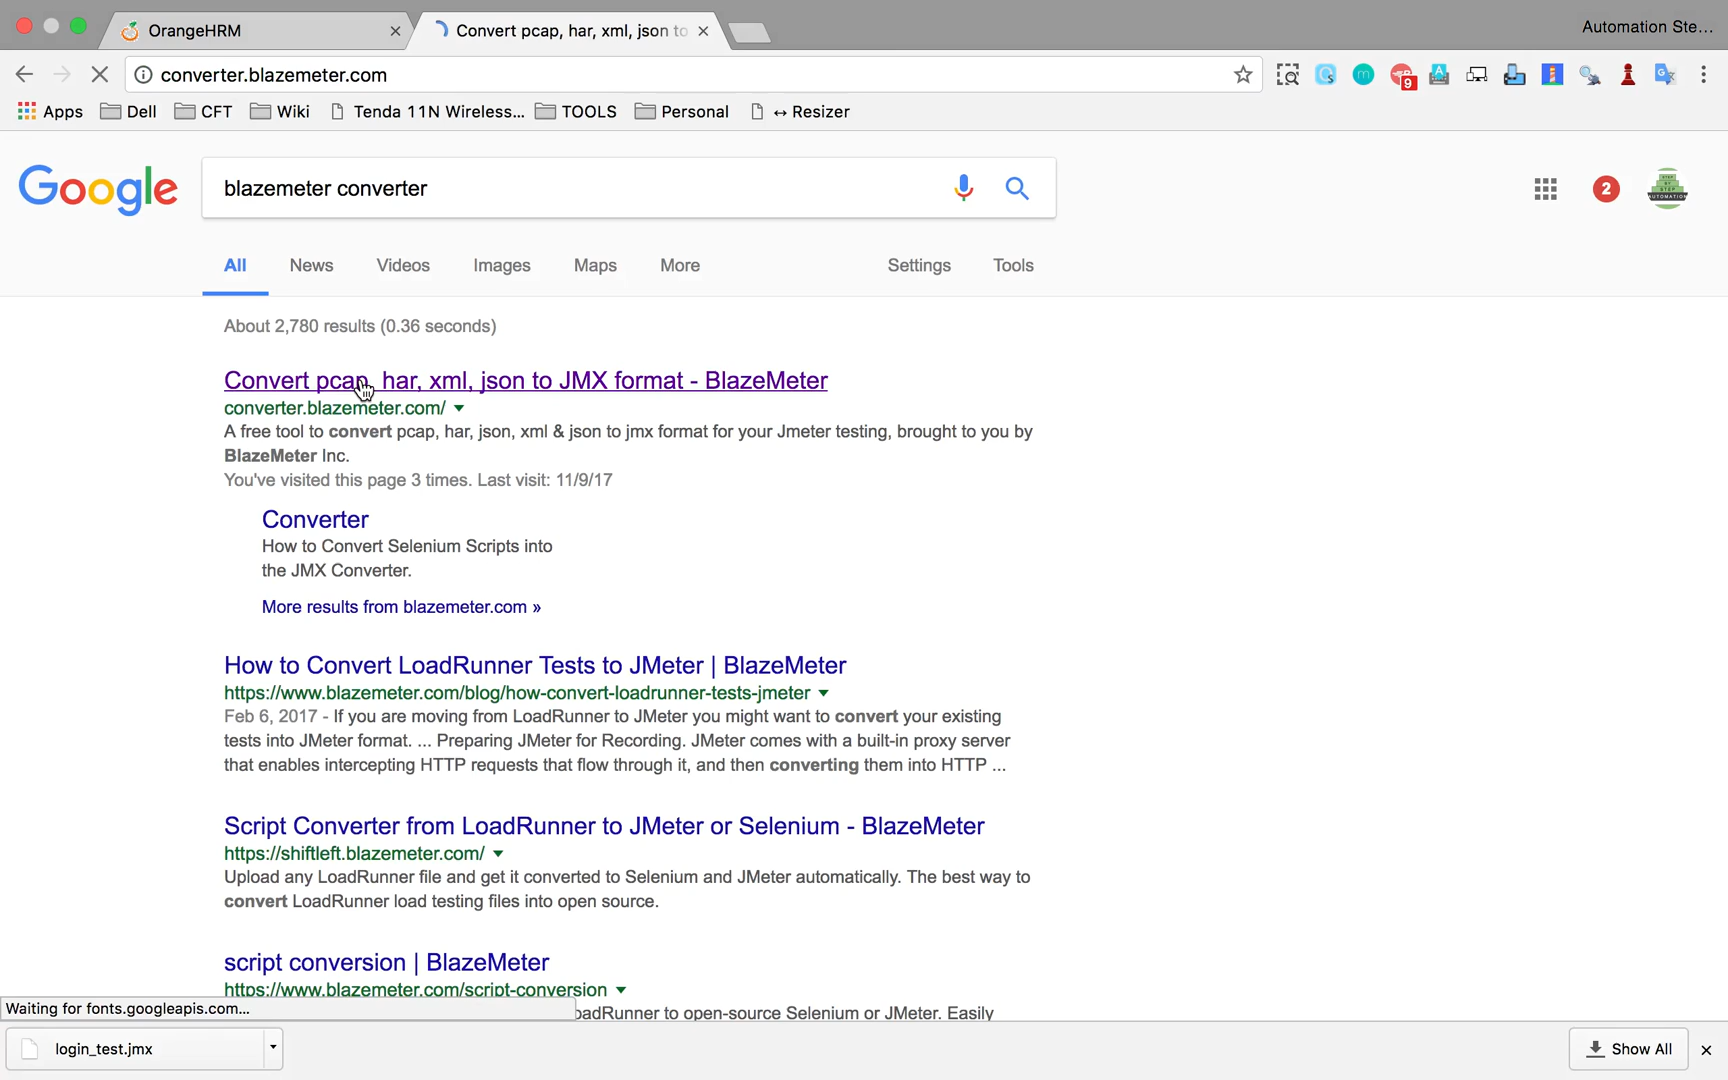 OrangeHRM
Convert pcap, har, xml, json to
Automation Ste...
converter.blazemeter.com
9
Apps
Dell
CFT
Wiki
Tenda 11N Wireless...
TOOLS
Personal
↔ Resizer
Google
blazemeter converter
2
All
News
Videos
Images
Maps
More
Settings
Tools
About 2,780 results (0.36 seconds)
Convert pcap, har, xml, json to JMX format - BlazeMeter
converter.blazemeter.com/
A free tool to convert pcap, har, json, xml & json to jmx format for your Jmeter testing, brought to you by
BlazeMeter Inc.
You've visited this page 3 times. Last visit: 11/9/17
Converter
How to Convert Selenium Scripts into
the JMX Converter.
More results from blazemeter.com »
How to Convert LoadRunner Tests to JMeter | BlazeMeter
https://www.blazemeter.com/blog/how-convert-loadrunner-tests-jmeter
Feb 6, 2017 - If you are moving from LoadRunner to JMeter you might want to convert your existing
tests into JMeter format. ... Preparing JMeter for Recording. JMeter comes with a built-in proxy server
that enables intercepting HTTP requests that flow through it, and then converting them into HTTP ...
Script Converter from LoadRunner to JMeter or Selenium - BlazeMeter
https://shiftleft.blazemeter.com/
Upload any LoadRunner file and get it converted to Selenium and JMeter automatically. The best way to
convert LoadRunner load testing files into open source.
script conversion | BlazeMeter
https://www.blazemeter.com/script-conversion
Waiting for fonts.googleapis.com...
oadRunner to open-source Selenium or JMeter. Easily
login_test.jmx
Show All